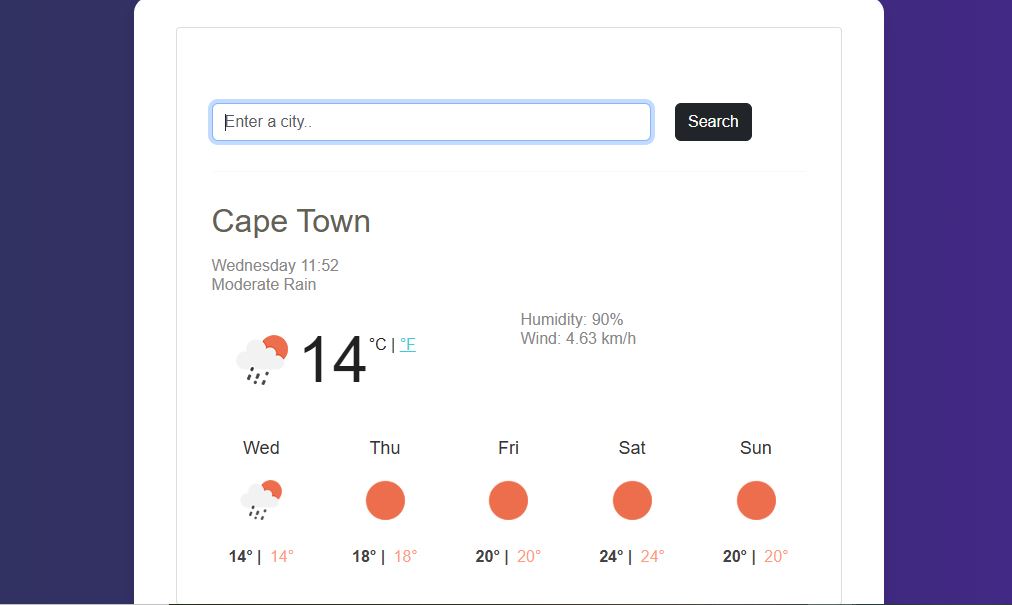 Enter a city..
Search
Cape Town
Wednesday 11:52
Moderate Rain
Humidity: 90%
Wind: 4.63 km/h
14 °C | °F
Wed Thu Fri Sat Sun
14° | 14° 18° | 18° 20° | 20° 24° | 24° 20° | 20°